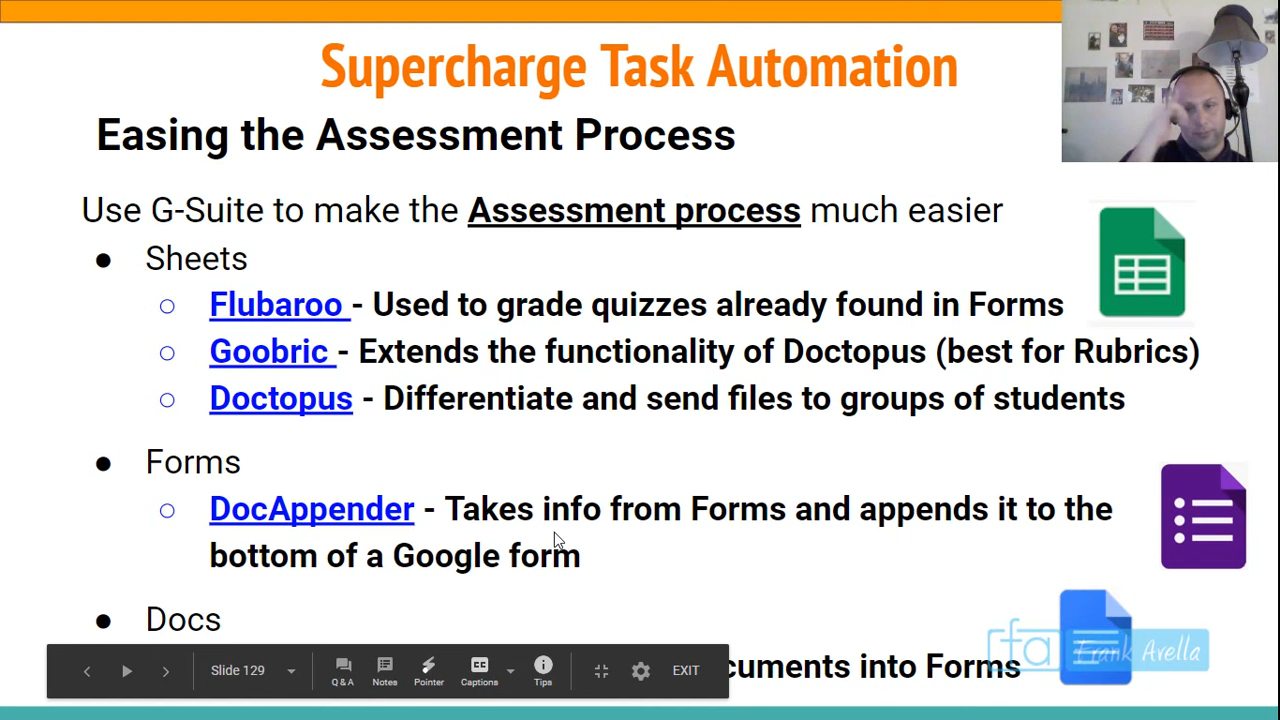 Supercharge Task Automation
Easing the Assessment Process
Use G-Suite to make the Assessment process much easier
● Sheets
○ Flubaroo - Used to grade quizzes already found in Forms
○ Goobric - Extends the functionality of Doctopus (best for Rubrics)
○ Doctopus - Differentiate and send files to groups of students
● Forms
○ DocAppender - Takes info from Forms and appends it to the
bottom of a Google form
● Docs
into Forms
fa Frank Avella
Slide 129
Q & A
Notes
Pointer
CC
Captions
Tips
EXIT